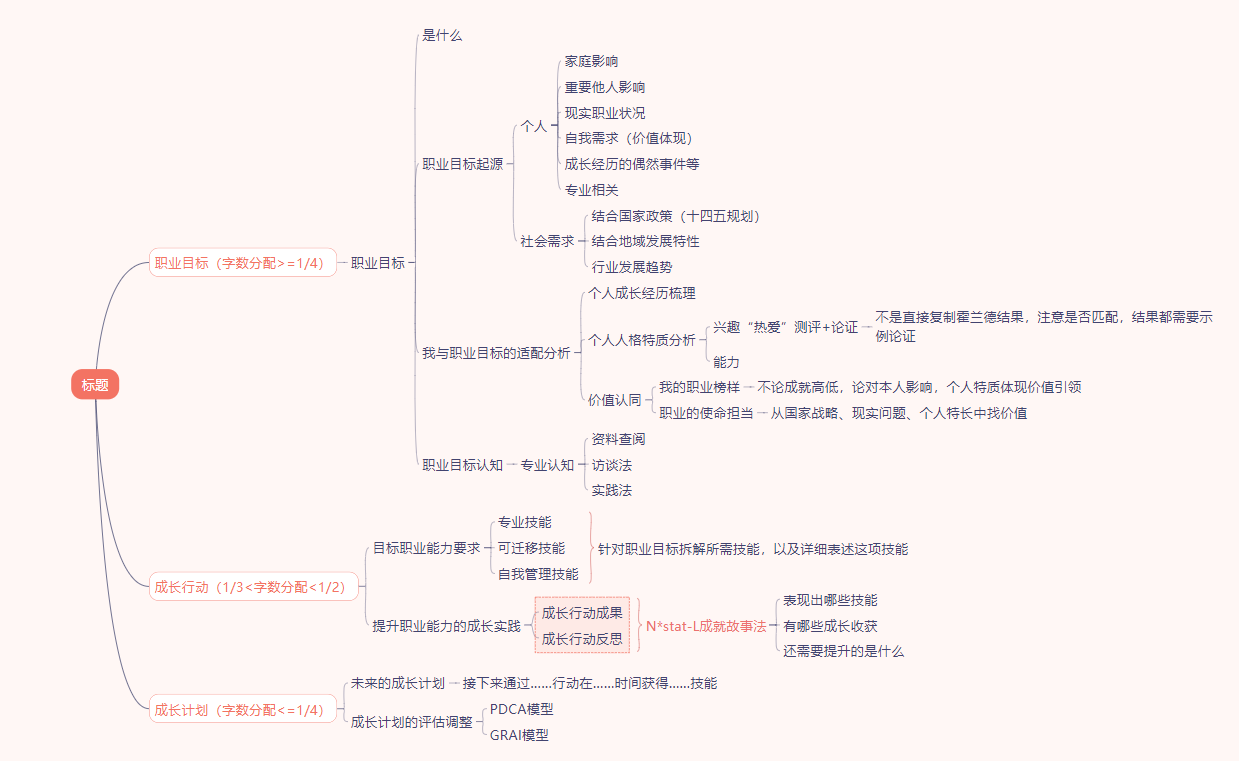 标题
职业目标（字数分配>=1/4）
职业目标
是什么
职业目标起源
个人
家庭影响
重要他人影响
现实职业状况
自我需求（价值体现）
成长经历的偶然事件等
专业相关
社会需求
结合国家政策（十四五规划）
结合地域发展特性
行业发展趋势
我与职业目标的适配分析
个人成长经历梳理
个人人格特质分析
兴趣“热爱”测评+论证
不是直接复制霍兰德结果，注意是否匹配，结果都需要示
例论证
能力
价值认同
我的职业榜样
不论成就高低，论对本人影响，个人特质体现价值引领
职业的使命担当
从国家战略、现实问题、个人特长中找价值
职业目标认知
专业认知
资料查阅
访谈法
实践法
成长行动（1/3<字数分配<1/2）
目标职业能力要求
专业技能
可迁移技能
自我管理技能
针对职业目标拆解所需技能，以及详细表述这项技能
提升职业能力的成长实践
成长行动成果
成长行动反思
N*stat-L成就故事法
表现出哪些技能
有哪些成长收获
还需要提升的是什么
成长计划（字数分配<=1/4）
未来的成长计划
接下来通过......行动在......时间获得......技能
成长计划的评估调整
PDCA模型
GRAI模型